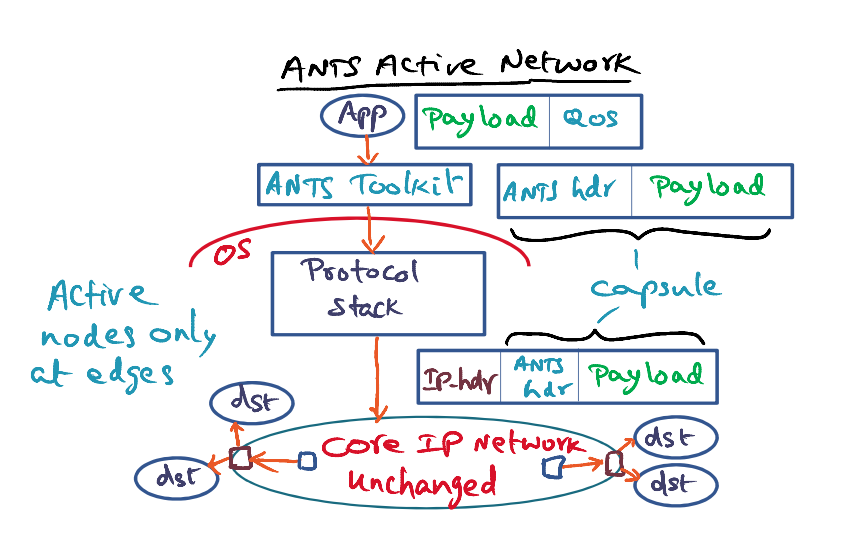 ANTS Active Network
App
Payload QoS
ANTS Toolkit
ANTS hdr Payload
OS
Protocol
Stack
capsule
Active
nodes only
at edges
IP-hdr ANTS
hdr Payload
dst
dst
Core IP Network
Unchanged
dst
dst